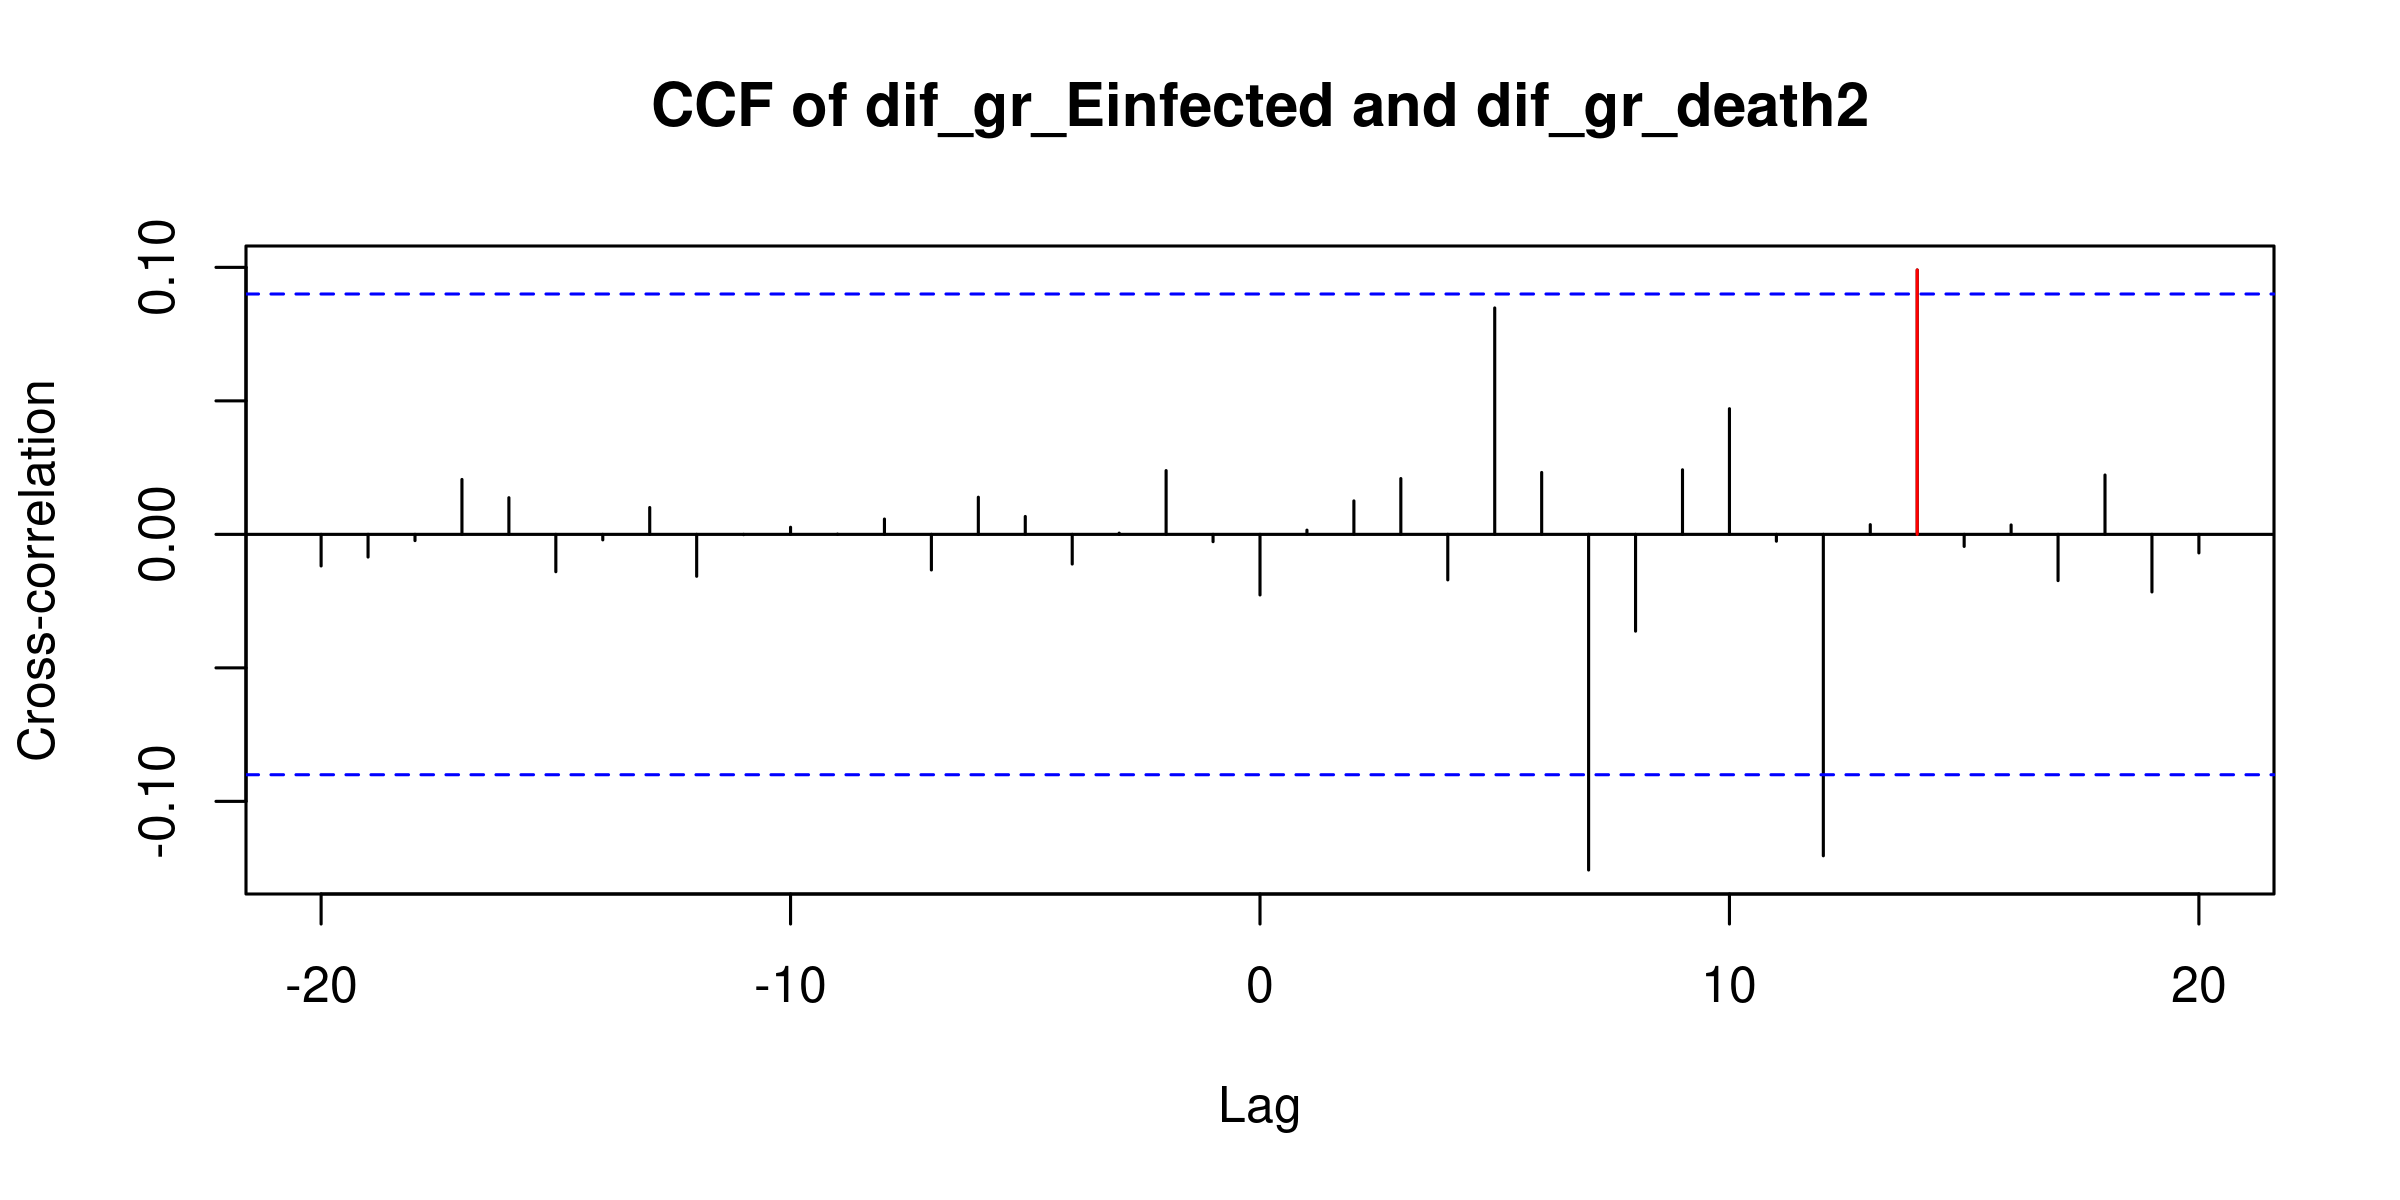 CCF of dif_gr_Einfected and dif_gr_death2
Cross-correlation
0.10
0.00
-0.10
-20 -10 0 10 20
Lag